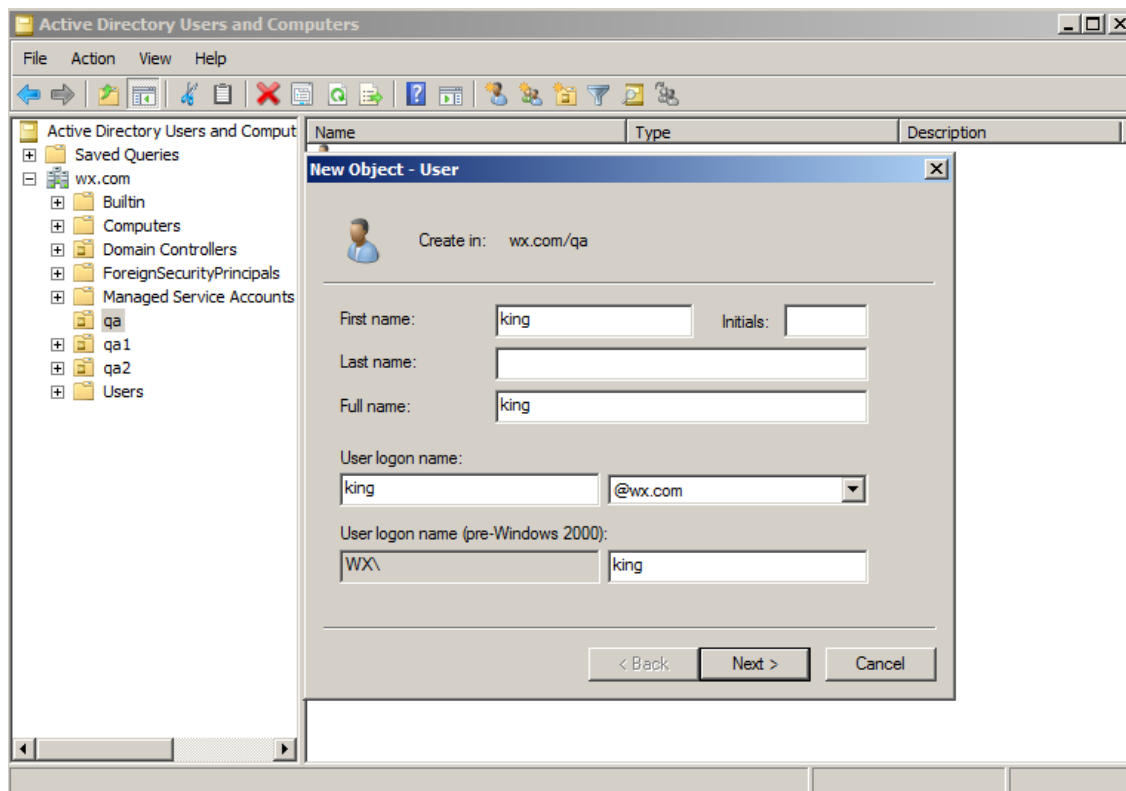 Active Directory Users and Computers
File Action View Help
Active Directory Users and Comput
Name Type Description
Saved Queries
wx.com
Builtin
Computers
Domain Controllers
ForeignSecurityPrincipals
Managed Service Accounts
qa
qa1
qa2
Users
New Object - User
Create in: wx.com/qa
First name: king Initials:
Last name:
Full name: king
User logon name:
king @wx.com
User logon name (pre-Windows 2000):
WX\ king
< Back Next > Cancel